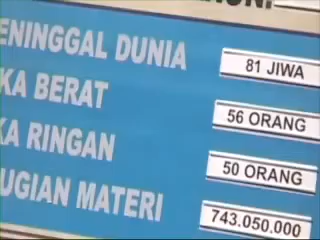 ENINGGAL DUNIA 81 JIWA
KA BERAT 56 ORANG
KA RINGAN 50 ORANG
UGIAN MATERI 743.050.000